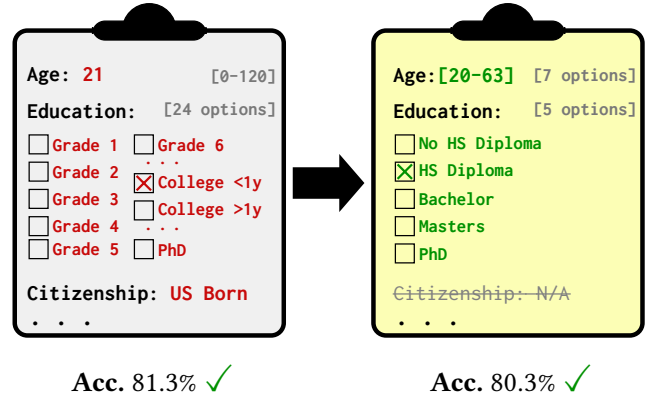 Age: 21 [0-120]
Education: [24 options]
Grade 1 Grade 6
Grade 2 . . .
Grade 3 College <1y
Grade 4 College >1y
. . .
Grade 5 PhD
Citizenship: US Born
. . .
Acc. 81.3% ✓
Age:[20-63] [7 options]
Education: [5 options]
No HS Diploma
HS Diploma
Bachelor
Masters
PhD
Citizenship: N/A
. . .
Acc. 80.3% ✓